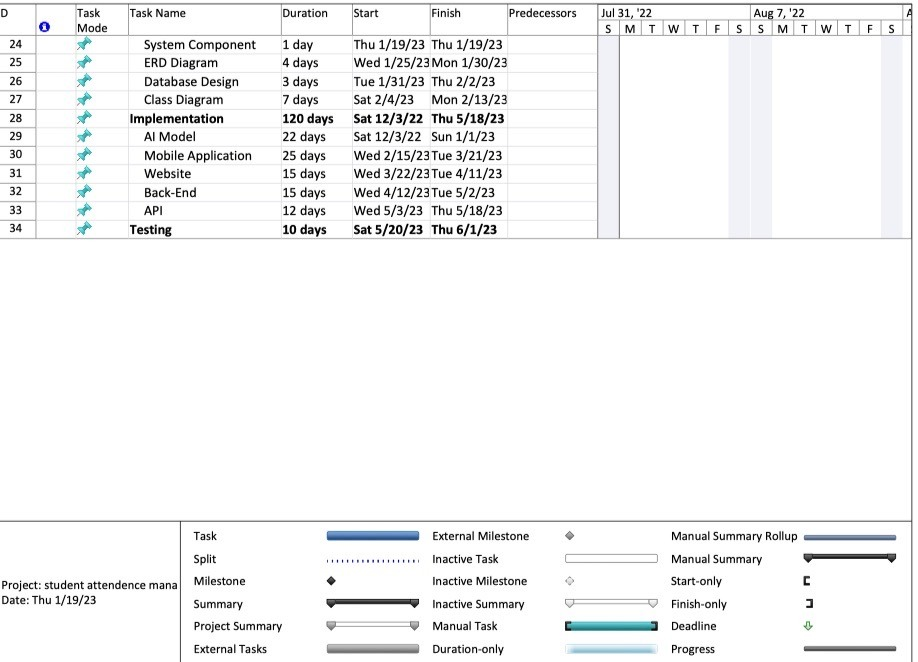 D Task Mode Task Name Duration Start Finish Predecessors Jul 31, '22 Aug 7, '22 A
S M T W T F S S M T W T F S
24 System Component 1 day Thu 1/19/23 Thu 1/19/23
25 ERD Diagram 4 days Wed 1/25/23 Mon 1/30/23
26 Database Design 3 days Tue 1/31/23 Thu 2/2/23
27 Class Diagram 7 days Sat 2/4/23 Mon 2/13/23
28 Implementation 120 days Sat 12/3/22 Thu 5/18/23
29 AI Model 22 days Sat 12/3/22 Sun 1/1/23
30 Mobile Application 25 days Wed 2/15/23 Tue 3/21/23
31 Website 15 days Wed 3/22/23 Tue 4/11/23
32 Back-End 15 days Wed 4/12/23 Tue 5/2/23
33 API 12 days Wed 5/3/23 Thu 5/18/23
34 Testing 10 days Sat 5/20/23 Thu 6/1/23
Project: student attendence mana
Date: Thu 1/19/23
Task External Milestone Manual Summary Rollup
Split Inactive Task Manual Summary
Milestone Inactive Milestone Start-only
Summary Inactive Summary Finish-only
Project Summary Manual Task Deadline
External Tasks Duration-only Progress